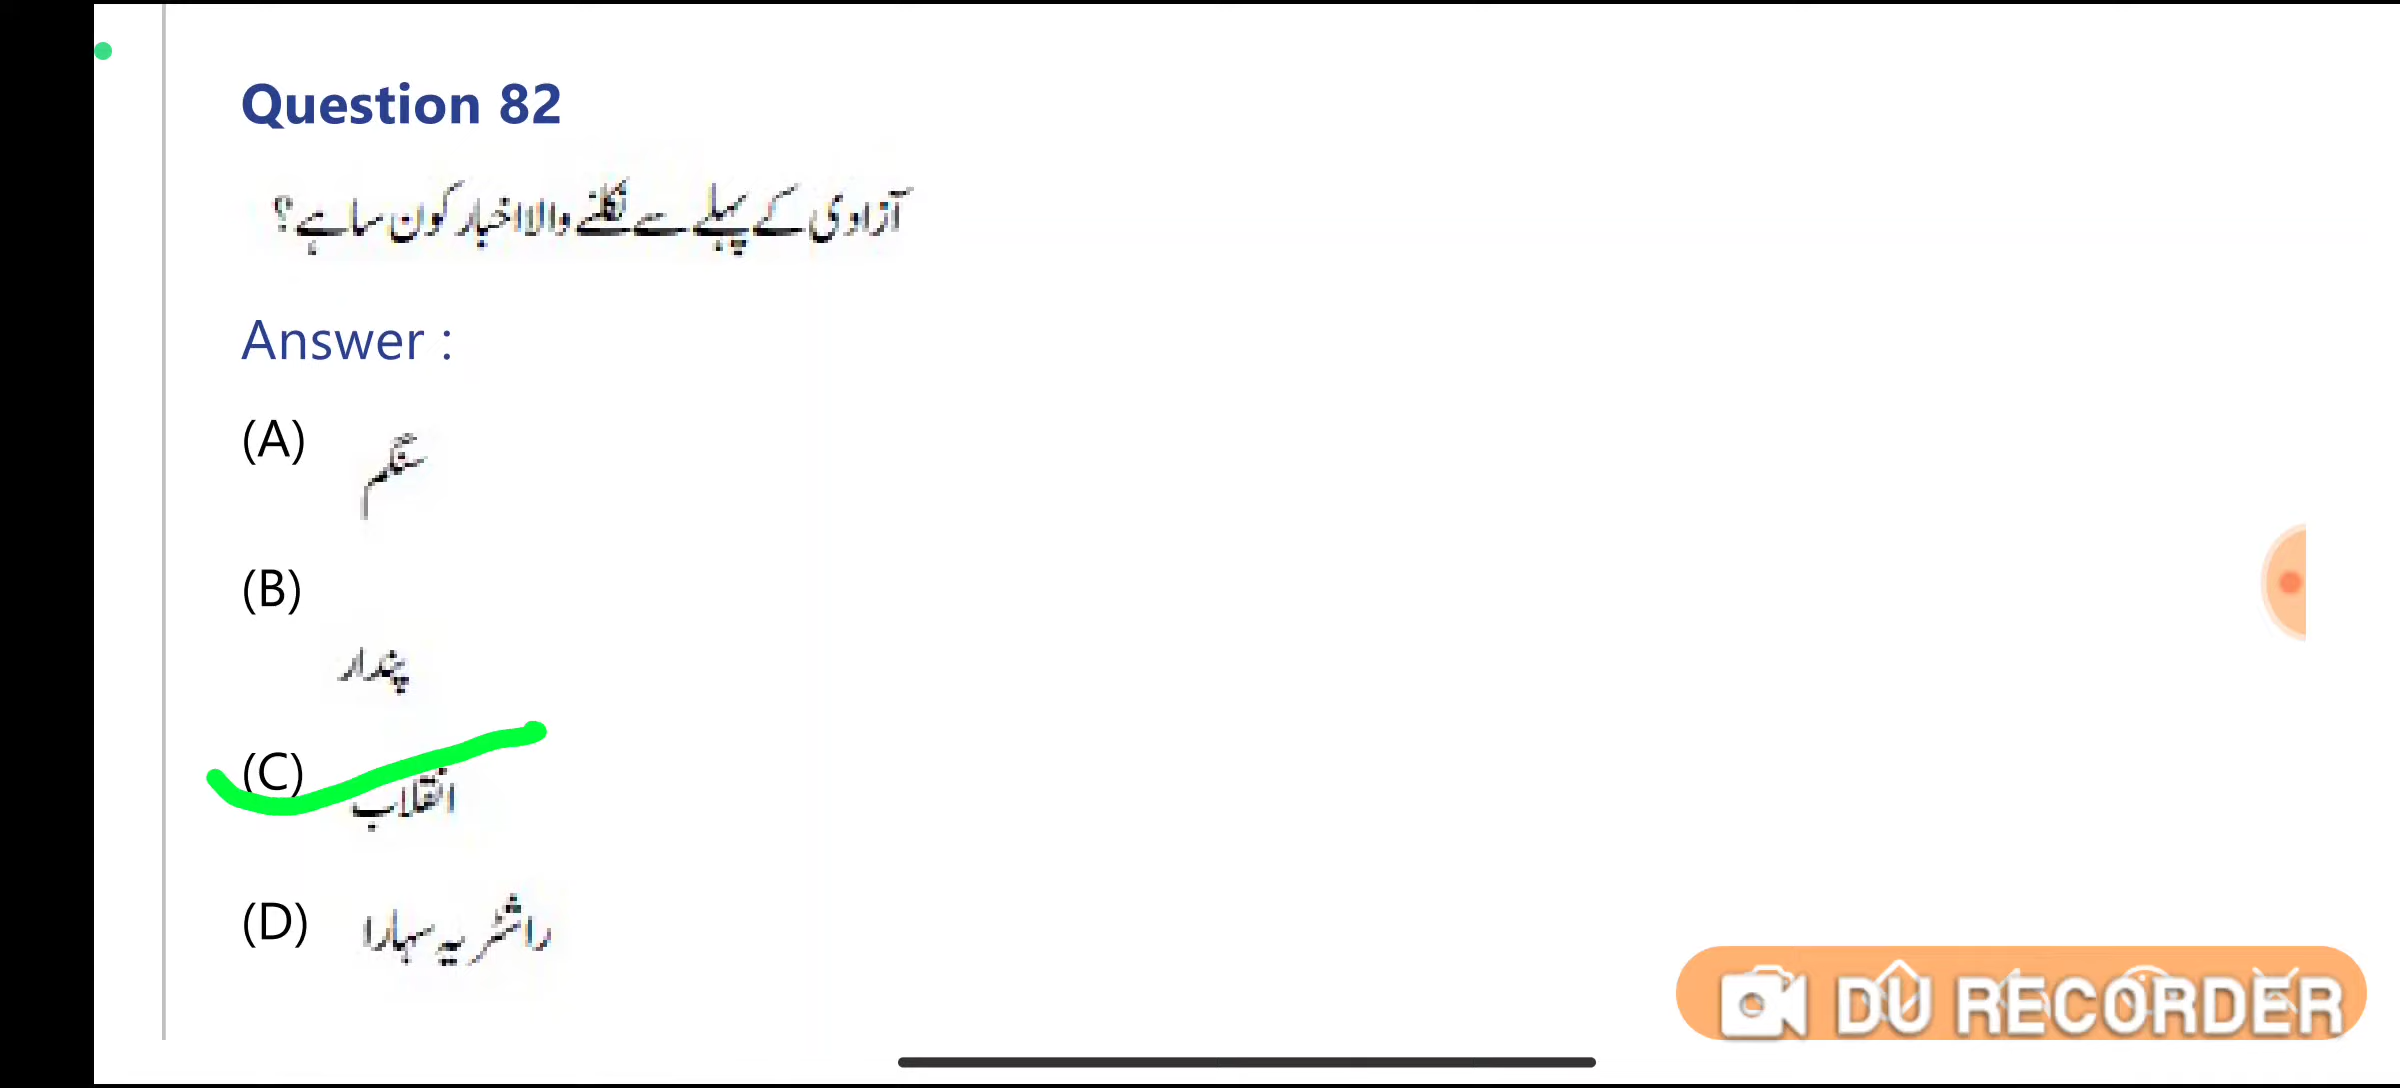 Question 82
آزادی کے پہلے سے نکلنے والا اخبار کون سا ہے؟
Answer :
(A) سنگم
(B)
پندار
(C) انقلاب
(D) راشٹریہ سہارا
DU RECORDER